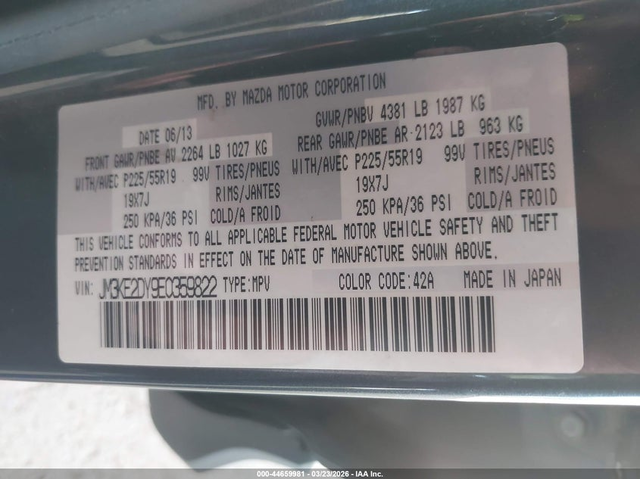 MFD. BY MAZDA MOTOR CORPORATION
DATE 06/13
GVWR/PNBV 4381 LB 1987 KG
FRONT GAWR/PNBE AV 2264 LB 1027 KG
REAR GAWR/PNBE AR 2123 LB 963 KG
WITH/AVEC P225/55R19 99V TIRES/PNEUS
WITH/AVEC P225/55R19 99V TIRES/PNEUS
19X7J RIMS/JANTES
19X7J RIMS/JANTES
250 KPA/36 PSI COLD/A FROID
250 KPA/36 PSI COLD/A FROID
THIS VEHICLE CONFORMS TO ALL APPLICABLE FEDERAL MOTOR VEHICLE SAFETY AND THEFT
PREVENTION STANDARDS IN EFFECT ON THE DATE OF MANUFACTURE SHOWN ABOVE.
VIN: JM3KE2DY9E0359822 TYPE:MPV COLOR CODE:42A MADE IN JAPAN
000-44659981 - 03/23/2026 - IAA Inc.